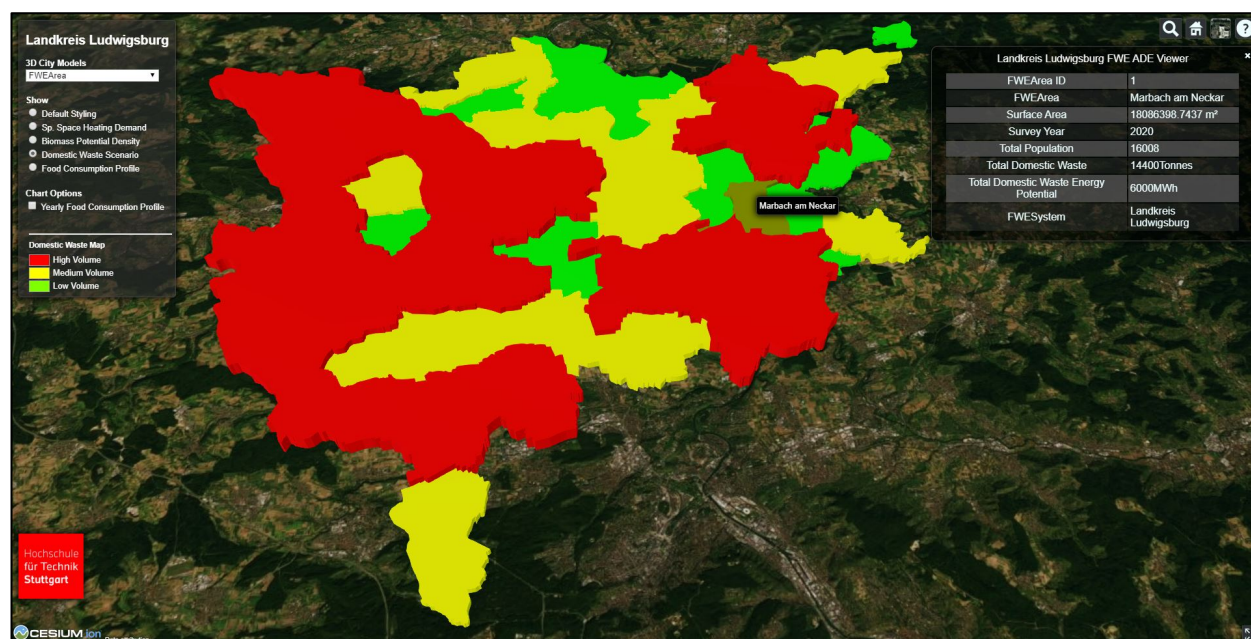 Landkreis Ludwigsburg
3D City Models
FWEArea
Show
Default Styling
Sp. Space Heating Demand
Biomass Potential Density
Domestic Waste Scenario
Food Consumption Profile
Chart Options
Yearly Food Consumption Profile
Domestic Waste Map
High Volume
Medium Volume
Low Volume
Marbach am Neckar
?
Landkreis Ludwigsburg FWE ADE Viewer
x
FWEArea ID 1
FWEArea Marbach am Neckar
Surface Area 18086398.7437 m²
Survey Year 2020
Total Population 16008
Total Domestic Waste 14400Tonnes
Total Domestic Waste Energy
Potential 6000MWh
FWESystem Landkreis
Ludwigsburg
Hochschule
für Technik
Stuttgart
CESIUM ion